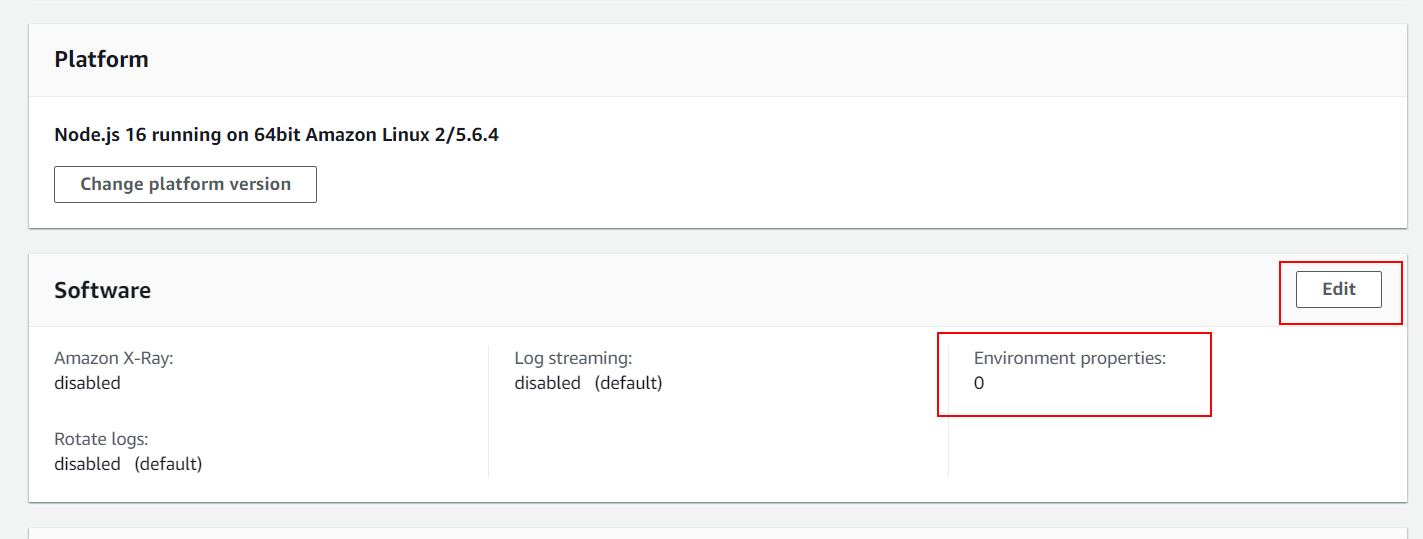 Platform
Node.js 16 running on 64bit Amazon Linux 2/5.6.4
Change platform version
Software
Edit
Amazon X-Ray:
disabled
Log streaming:
disabled (default)
Environment properties:
0
Rotate logs:
disabled (default)